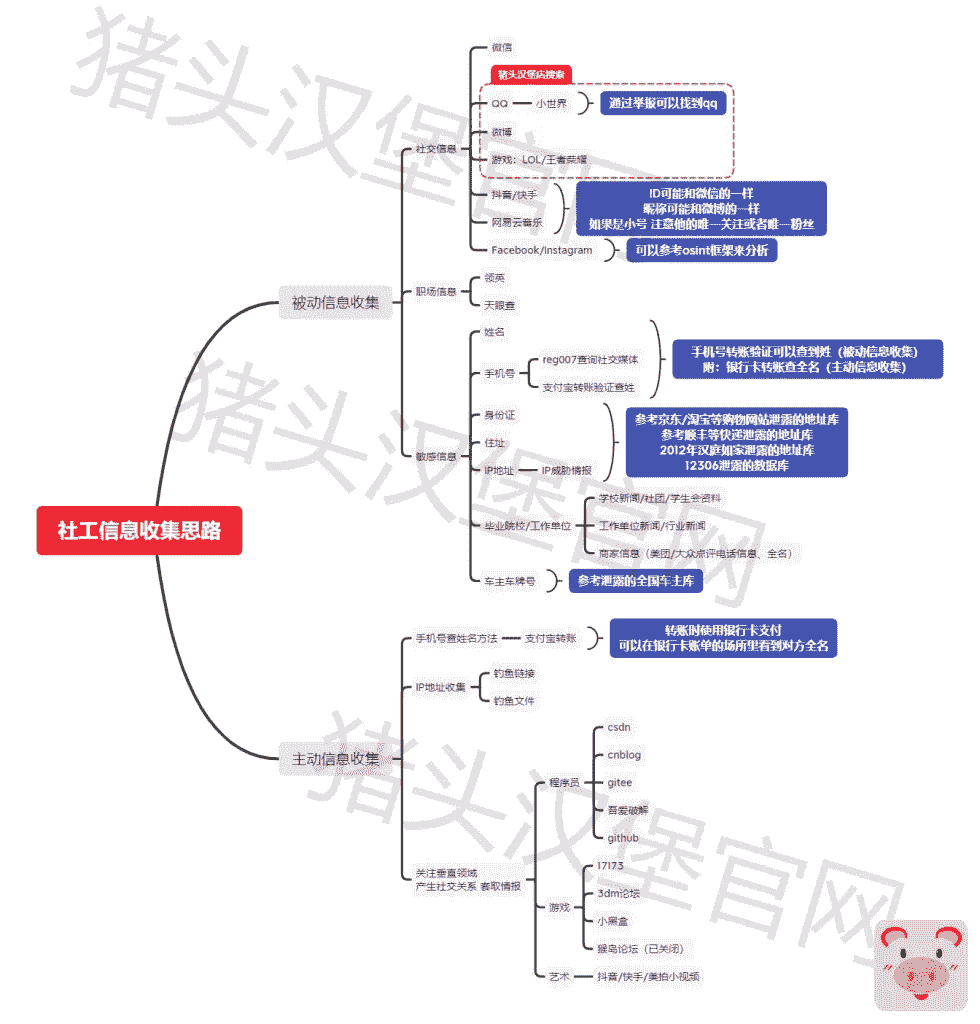 社工信息收集思路
被动信息收集
社交信息
微信
猪头汉堡店搜索
QQ
小世界
通过举报可以找到qq
微博
游戏：LOL/王者荣耀
抖音/快手
网易云音乐
ID可能和微信的一样
昵称可能和微博的一样
如果是小号 注意他的唯一关注或者唯一粉丝
Facebook/Instagram
可以参考osint框架来分析
职场信息
领英
天眼查
敏感信息
姓名
手机号
reg007查询社交媒体
支付宝转账验证查姓
手机号转账验证可以查到姓（被动信息收集）
附：银行卡转账查全名（主动信息收集）
身份证
住址
IP地址
IP威胁情报
参考京东/淘宝等购物网站泄露的地址库
参考顺丰等快递泄露的地址库
2012年汉庭如家泄露的地址库
12306泄露的数据库
毕业院校/工作单位
学校新闻/社团/学生会资料
工作单位新闻/行业新闻
商家信息（美团/大众点评电话信息、全名）
车主车牌号
参考泄露的全国车主库
主动信息收集
手机号查姓名方法
支付宝转账
转账时使用银行卡支付
可以在银行卡账单的场所里看到对方全名
IP地址收集
钓鱼链接
钓鱼文件
关注垂直领域
产生社交关系 套取情报
程序员
csdn
cnblog
gitee
吾爱破解
github
游戏
17173
3dm论坛
小黑盒
猴岛论坛（已关闭）
艺术
抖音/快手/美拍小视频
猪头汉堡官网
猪头汉堡官网
猪头汉堡官网